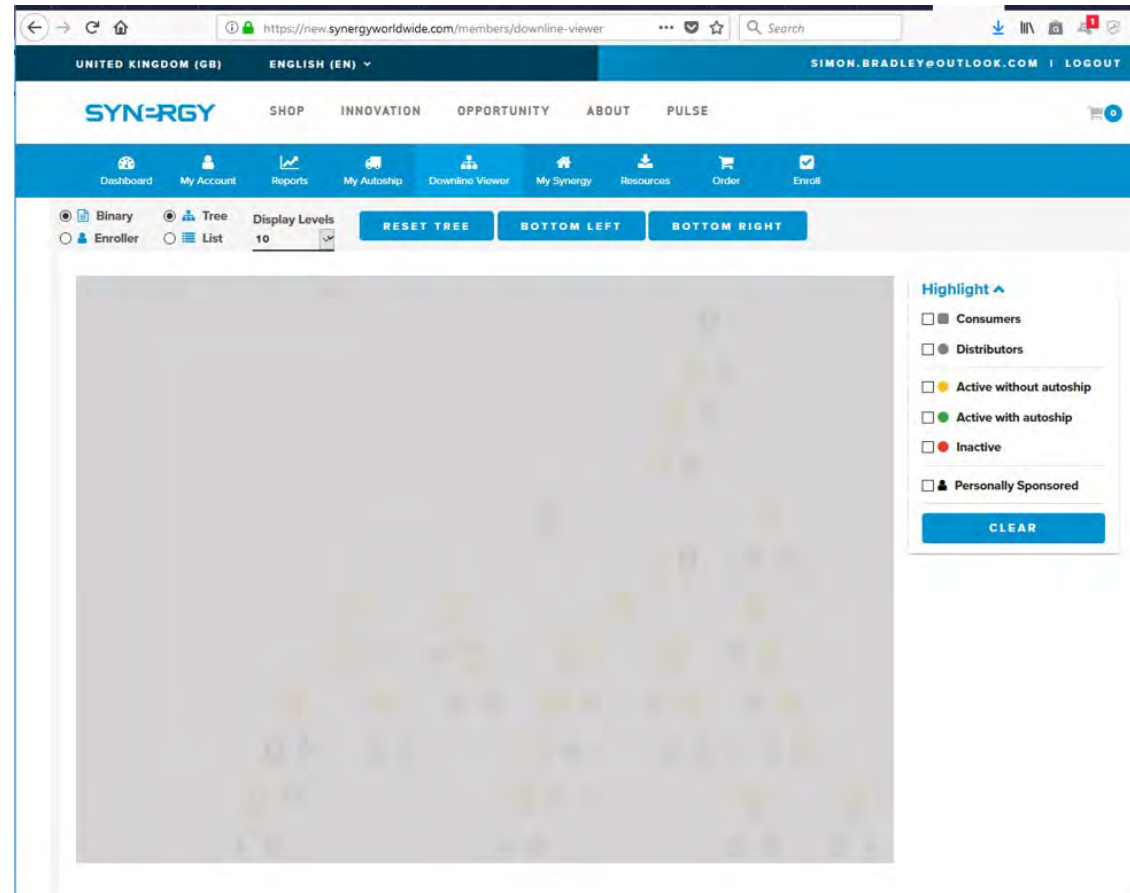 https://new.synergyworldwide.com/members/downline-viewer
Search
1
UNITED KINGDOM (GB) ENGLISH (EN) SIMON.BRADLEY@OUTLOOK.COM | LOGOUT
SYNERGY SHOP INNOVATION OPPORTUNITY ABOUT PULSE 0
Dashboard My Account Reports My Autoship Downline Viewer My Synergy Resources Order Enroll
Binary Tree Display Levels
Enroller List 10
RESET TREE BOTTOM LEFT BOTTOM RIGHT
Highlight
Consumers
Distributors
Active without autoship
Active with autoship
Inactive
Personally Sponsored
CLEAR